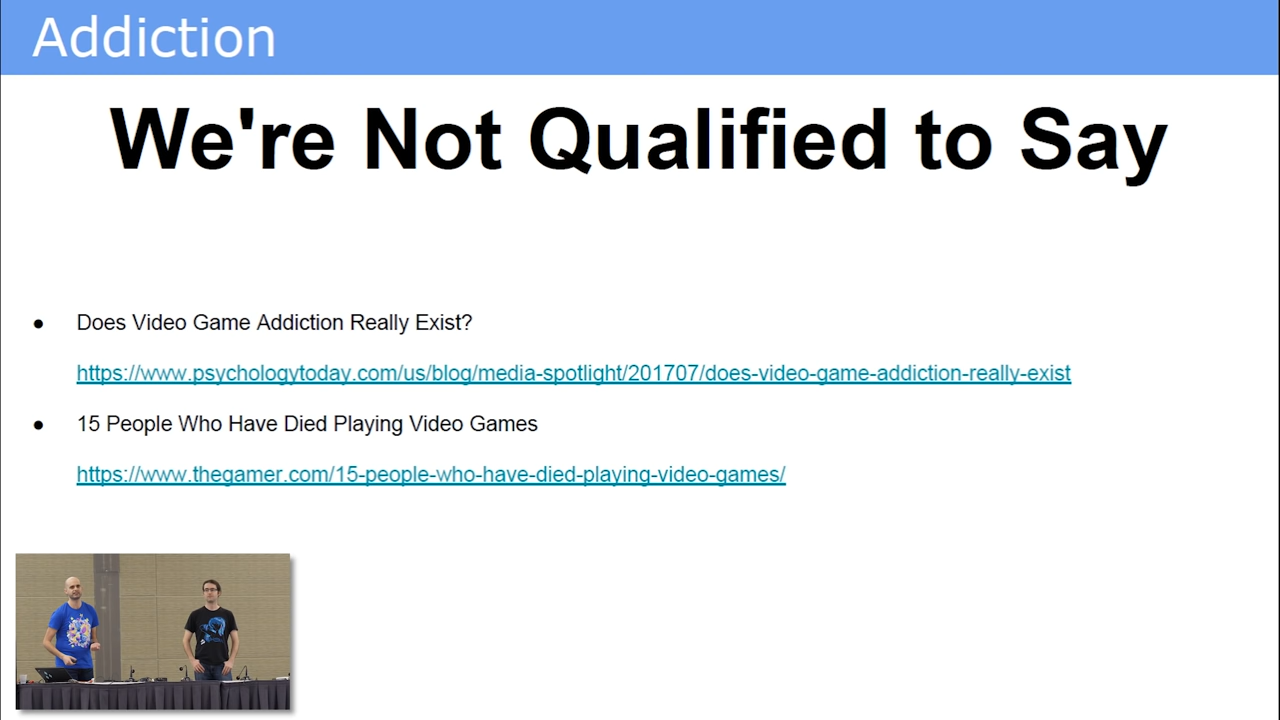 Addiction
We're Not Qualified to Say
● Does Video Game Addiction Really Exist?
https://www.psychologytoday.com/us/blog/media-spotlight/201707/does-video-game-addiction-really-exist
● 15 People Who Have Died Playing Video Games
https://www.thegamer.com/15-people-who-have-died-playing-video-games/